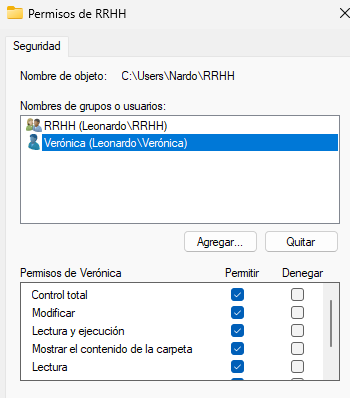 Permisos de RRHH
Seguridad
Nombre de objeto: C:\Users\Nardo\RRHH
Nombres de grupos o usuarios:
RRHH (Leonardo\RRHH)
Verónica (Leonardo\Verónica)
Agregar... Quitar
Permisos de Verónica Permitir Denegar
Control total
Modificar
Lectura y ejecución
Mostrar el contenido de la carpeta
Lectura